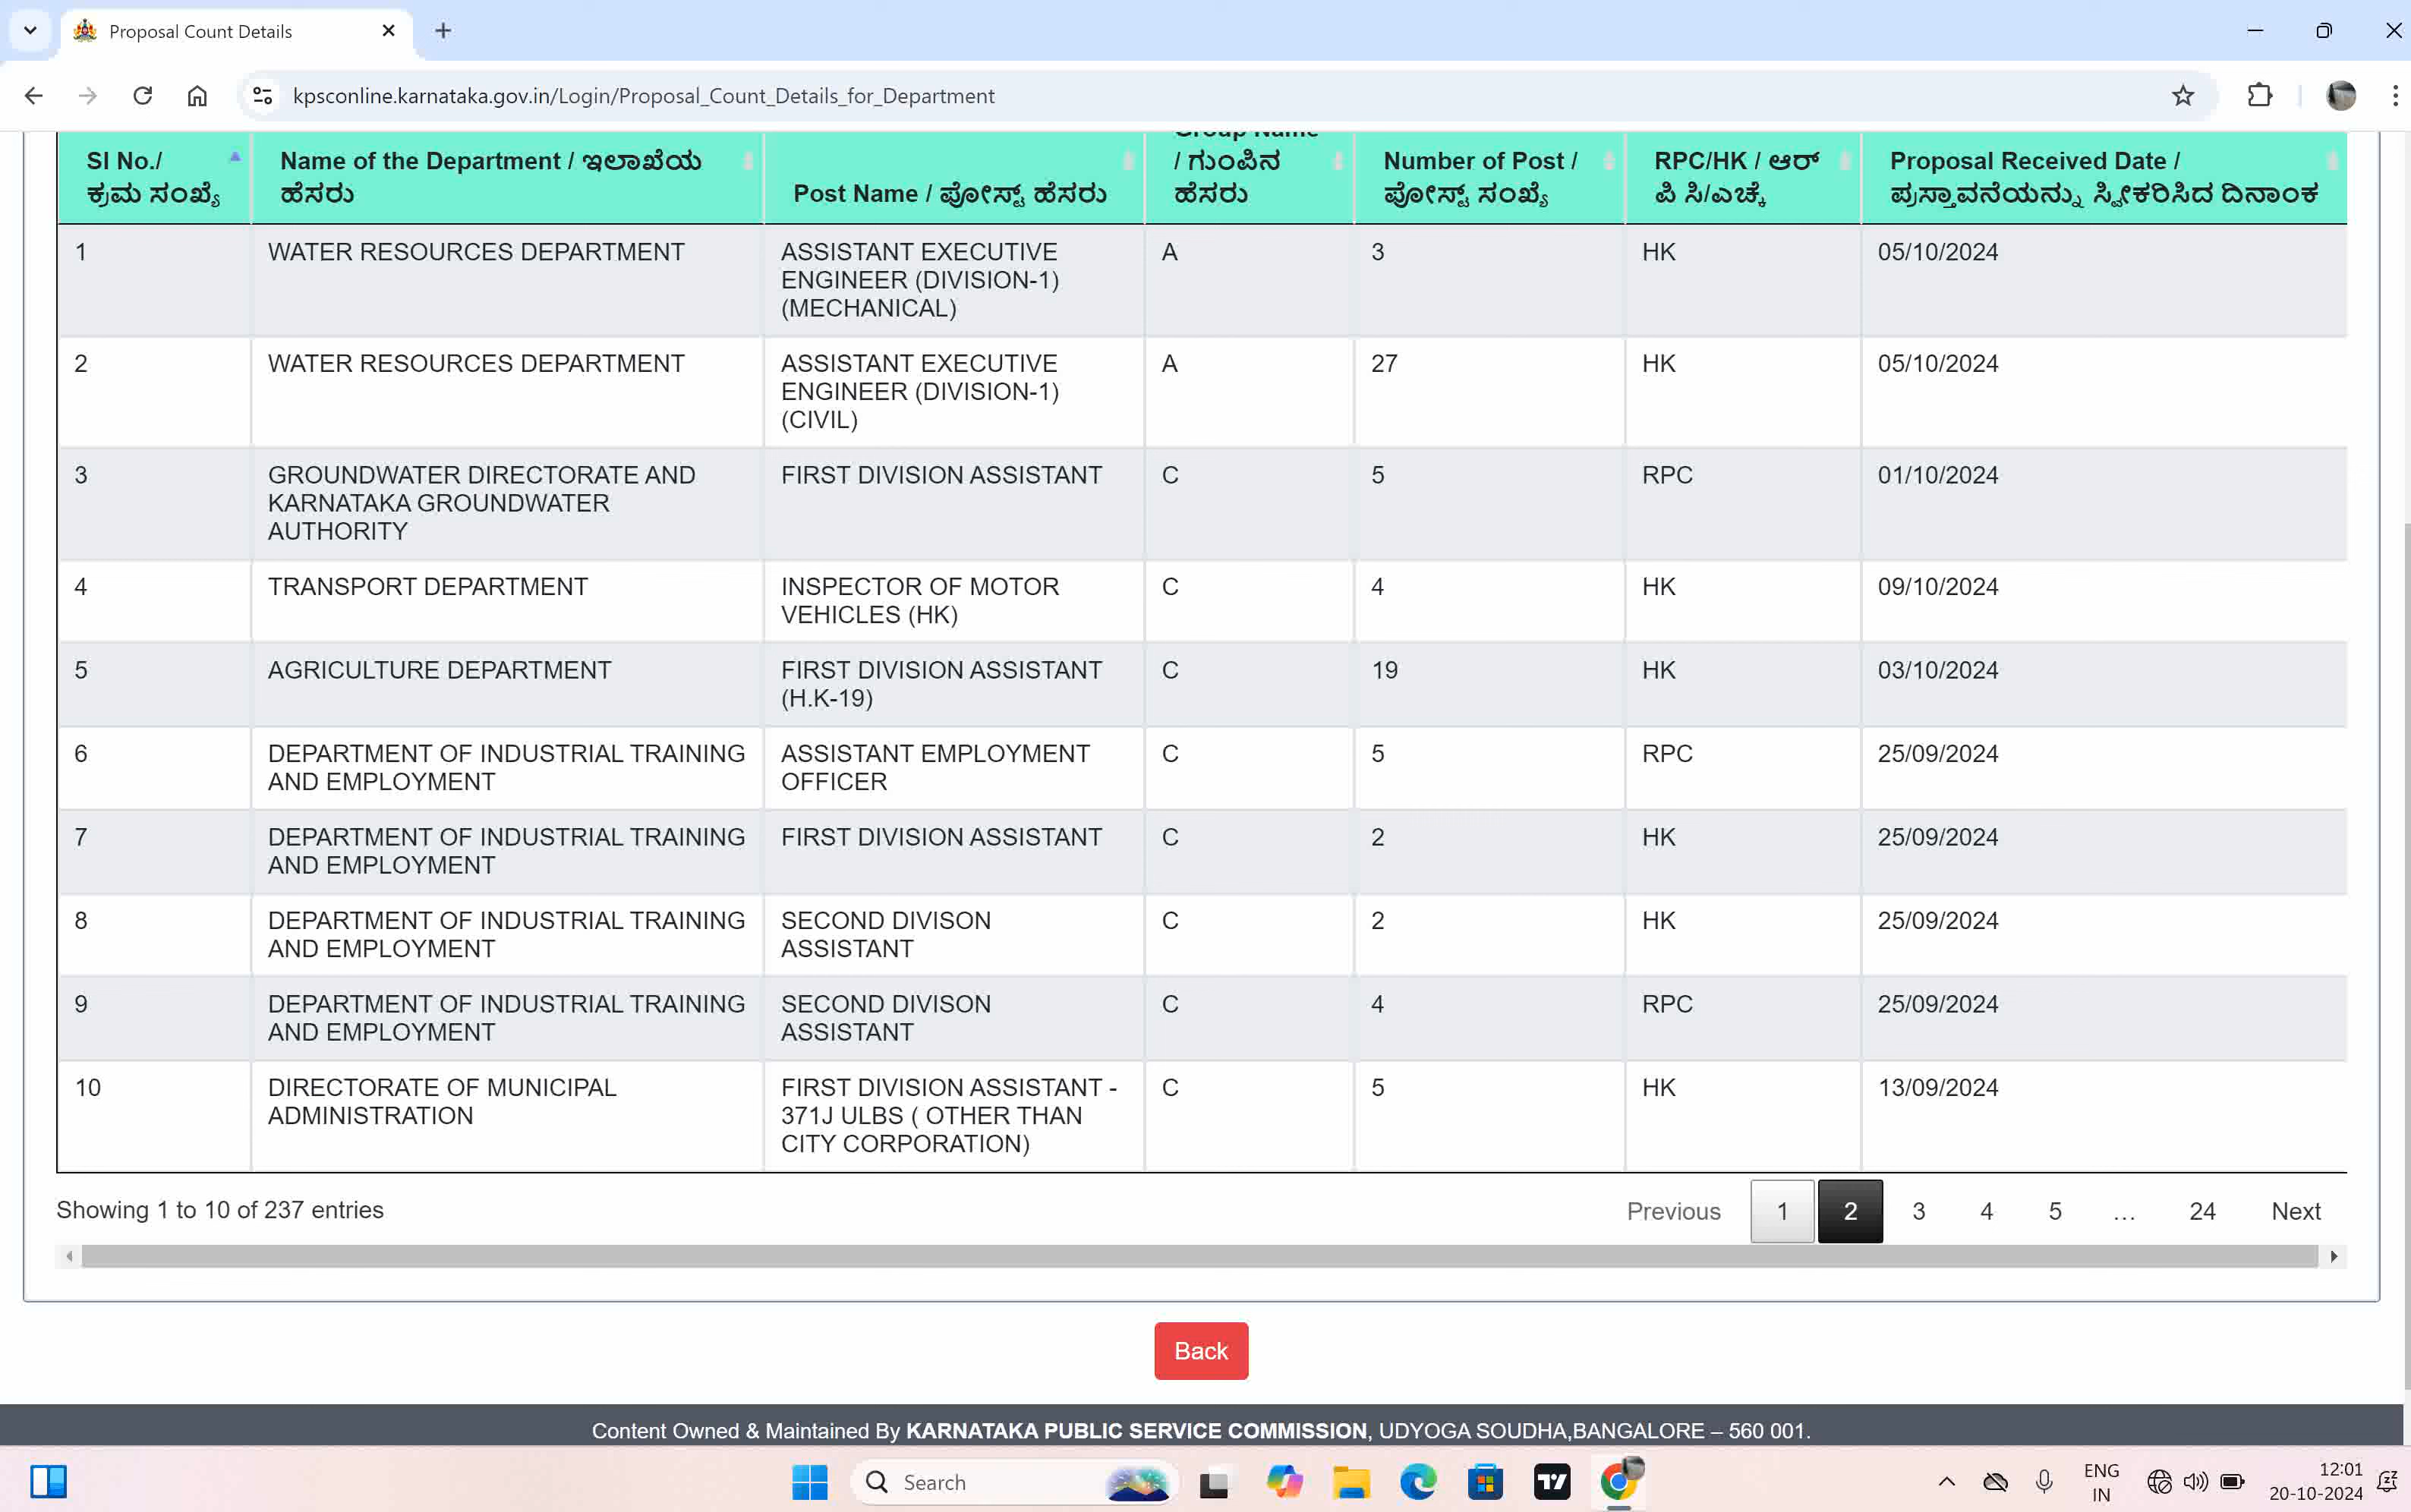 Proposal Count Details
kpsconline.karnataka.gov.in/Login/Proposal_Count_Details_for_Department
Sl No./
ಕ್ರಮ ಸಂಖ್ಯೆ
Name of the Department / ಇಲಾಖೆಯ
ಹೆಸರು
Post Name / ಪೋಸ್ಟ್ ಹೆಸರು
Group Name
/ ಗುಂಪಿನ
ಹೆಸರು
Number of Post /
ಪೋಸ್ಟ್ ಸಂಖ್ಯೆ
RPC/HK / ಆರ್
ಪಿ ಸಿ/ಎಚ್ಕೆ
Proposal Received Date /
ಪ್ರಸ್ತಾವನೆಯನ್ನು ಸ್ವೀಕರಿಸಿದ ದಿನಾಂಕ
1 WATER RESOURCES DEPARTMENT ASSISTANT EXECUTIVE A 3 HK 05/10/2024
ENGINEER (DIVISION-1)
(MECHANICAL)
2 WATER RESOURCES DEPARTMENT ASSISTANT EXECUTIVE A 27 HK 05/10/2024
ENGINEER (DIVISION-1)
(CIVIL)
3 GROUNDWATER DIRECTORATE AND FIRST DIVISION ASSISTANT C 5 RPC 01/10/2024
KARNATAKA GROUNDWATER
AUTHORITY
4 TRANSPORT DEPARTMENT INSPECTOR OF MOTOR C 4 HK 09/10/2024
VEHICLES (HK)
5 AGRICULTURE DEPARTMENT FIRST DIVISION ASSISTANT C 19 HK 03/10/2024
(H.K-19)
6 DEPARTMENT OF INDUSTRIAL TRAINING ASSISTANT EMPLOYMENT C 5 RPC 25/09/2024
AND EMPLOYMENT OFFICER
7 DEPARTMENT OF INDUSTRIAL TRAINING FIRST DIVISION ASSISTANT C 2 HK 25/09/2024
AND EMPLOYMENT
8 DEPARTMENT OF INDUSTRIAL TRAINING SECOND DIVISON C 2 HK 25/09/2024
AND EMPLOYMENT ASSISTANT
9 DEPARTMENT OF INDUSTRIAL TRAINING SECOND DIVISON C 4 RPC 25/09/2024
AND EMPLOYMENT ASSISTANT
10 DIRECTORATE OF MUNICIPAL FIRST DIVISION ASSISTANT - C 5 HK 13/09/2024
ADMINISTRATION 371J ULBS ( OTHER THAN
CITY CORPORATION)
Showing 1 to 10 of 237 entries Previous 1 2 3 4 5 … 24 Next
Back
Content Owned & Maintained By KARNATAKA PUBLIC SERVICE COMMISSION, UDYOGA SOUDHA,BANGALORE – 560 001.
Search
ENG
IN
12:01
20-10-2024